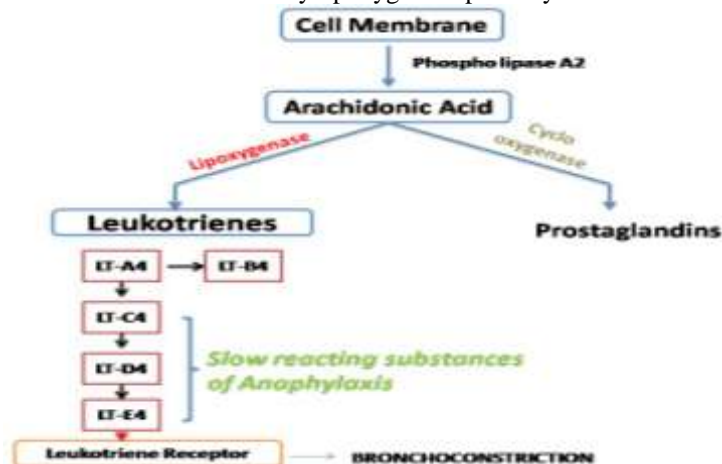 Cell Membrane
Phospho lipase A2
Arachidonic Acid
Lipoxygenase
Cyclo
oxygenase
Leukotrienes
Prostaglandins
LT-A4
LT-B4
LT-C4
LT-D4
LT-E4
Slow reacting substances
of Anaphylaxis
Leukotriene Receptor
BRONCHOCONSTRICTION